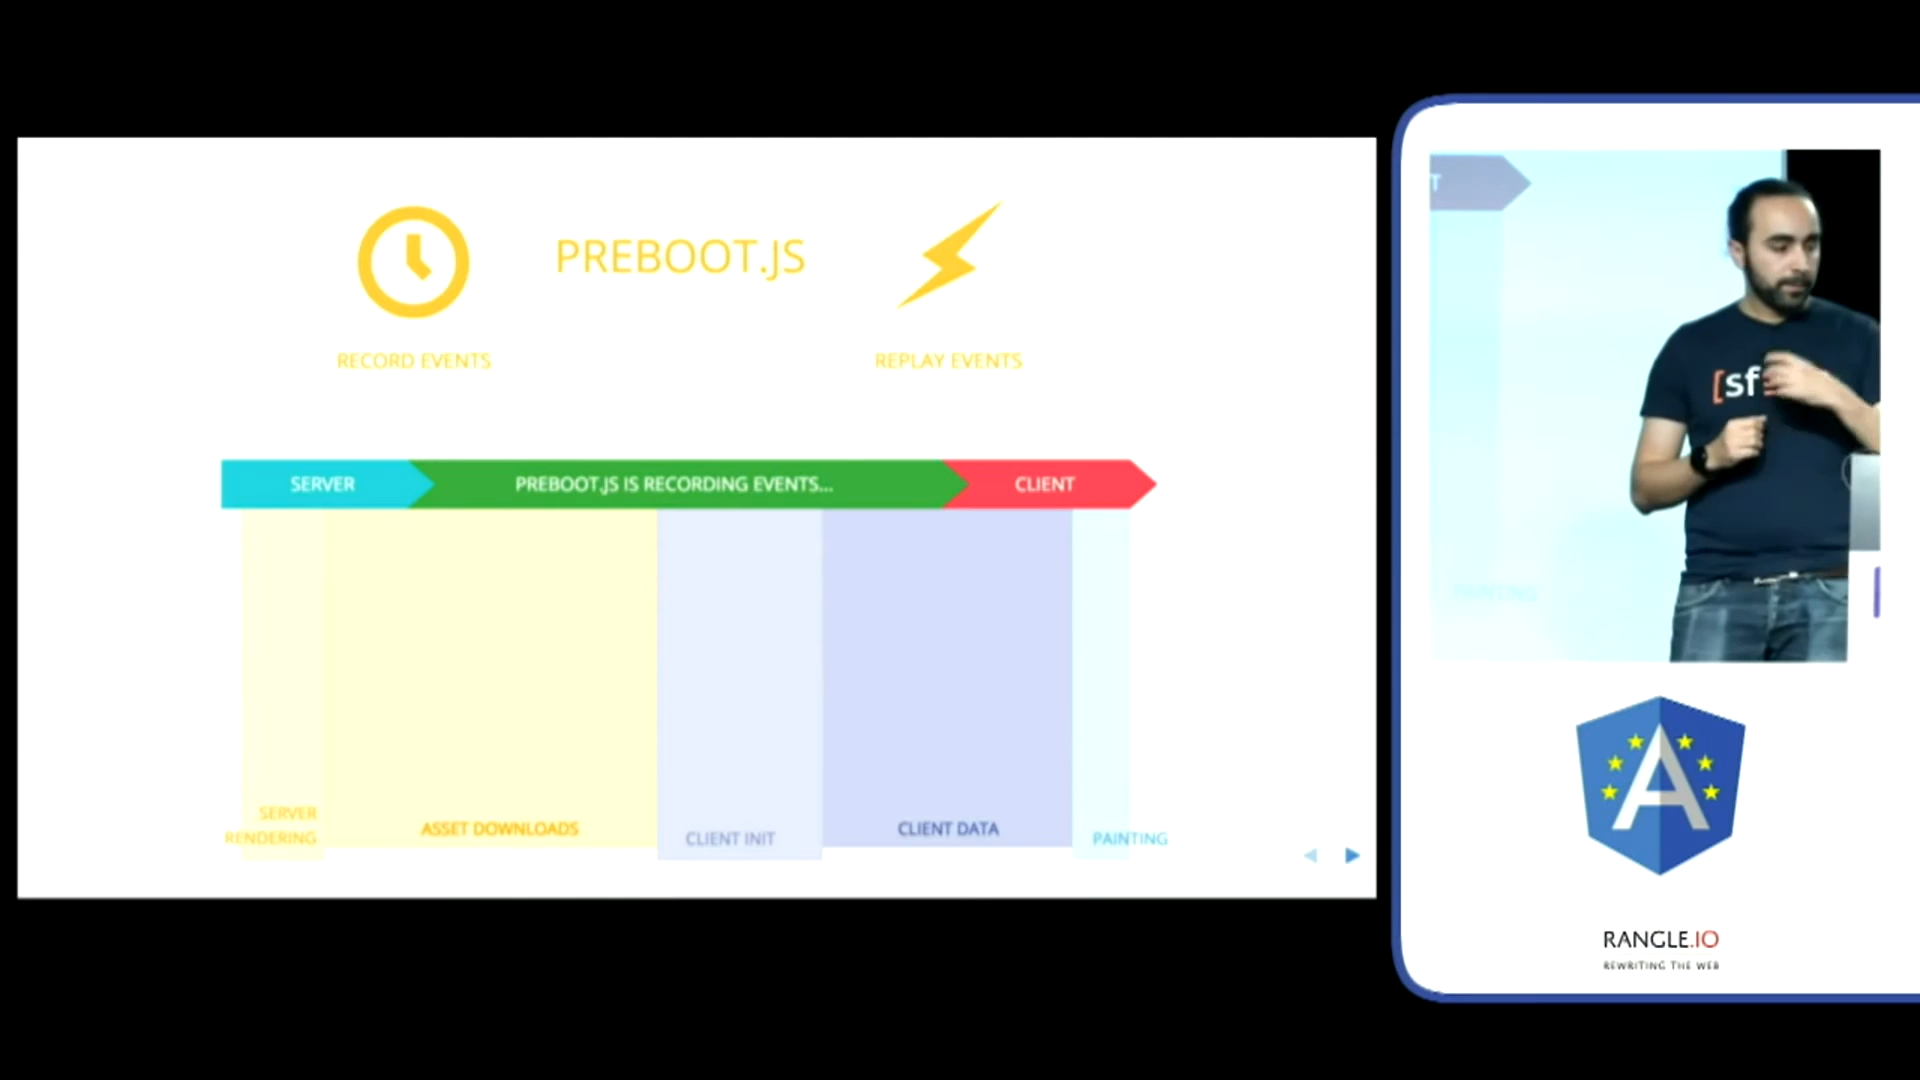 PREBOOT.JS
RECORD EVENTS
REPLAY EVENTS
SERVER
PREBOOT.JS IS RECORDING EVENTS...
CLIENT
SERVER
RENDERING
ASSET DOWNLOADS
CLIENT INIT
CLIENT DATA
PAINTING
T
[sf
PAINTING
A
RANGLE.IO
REWRITING THE WEB